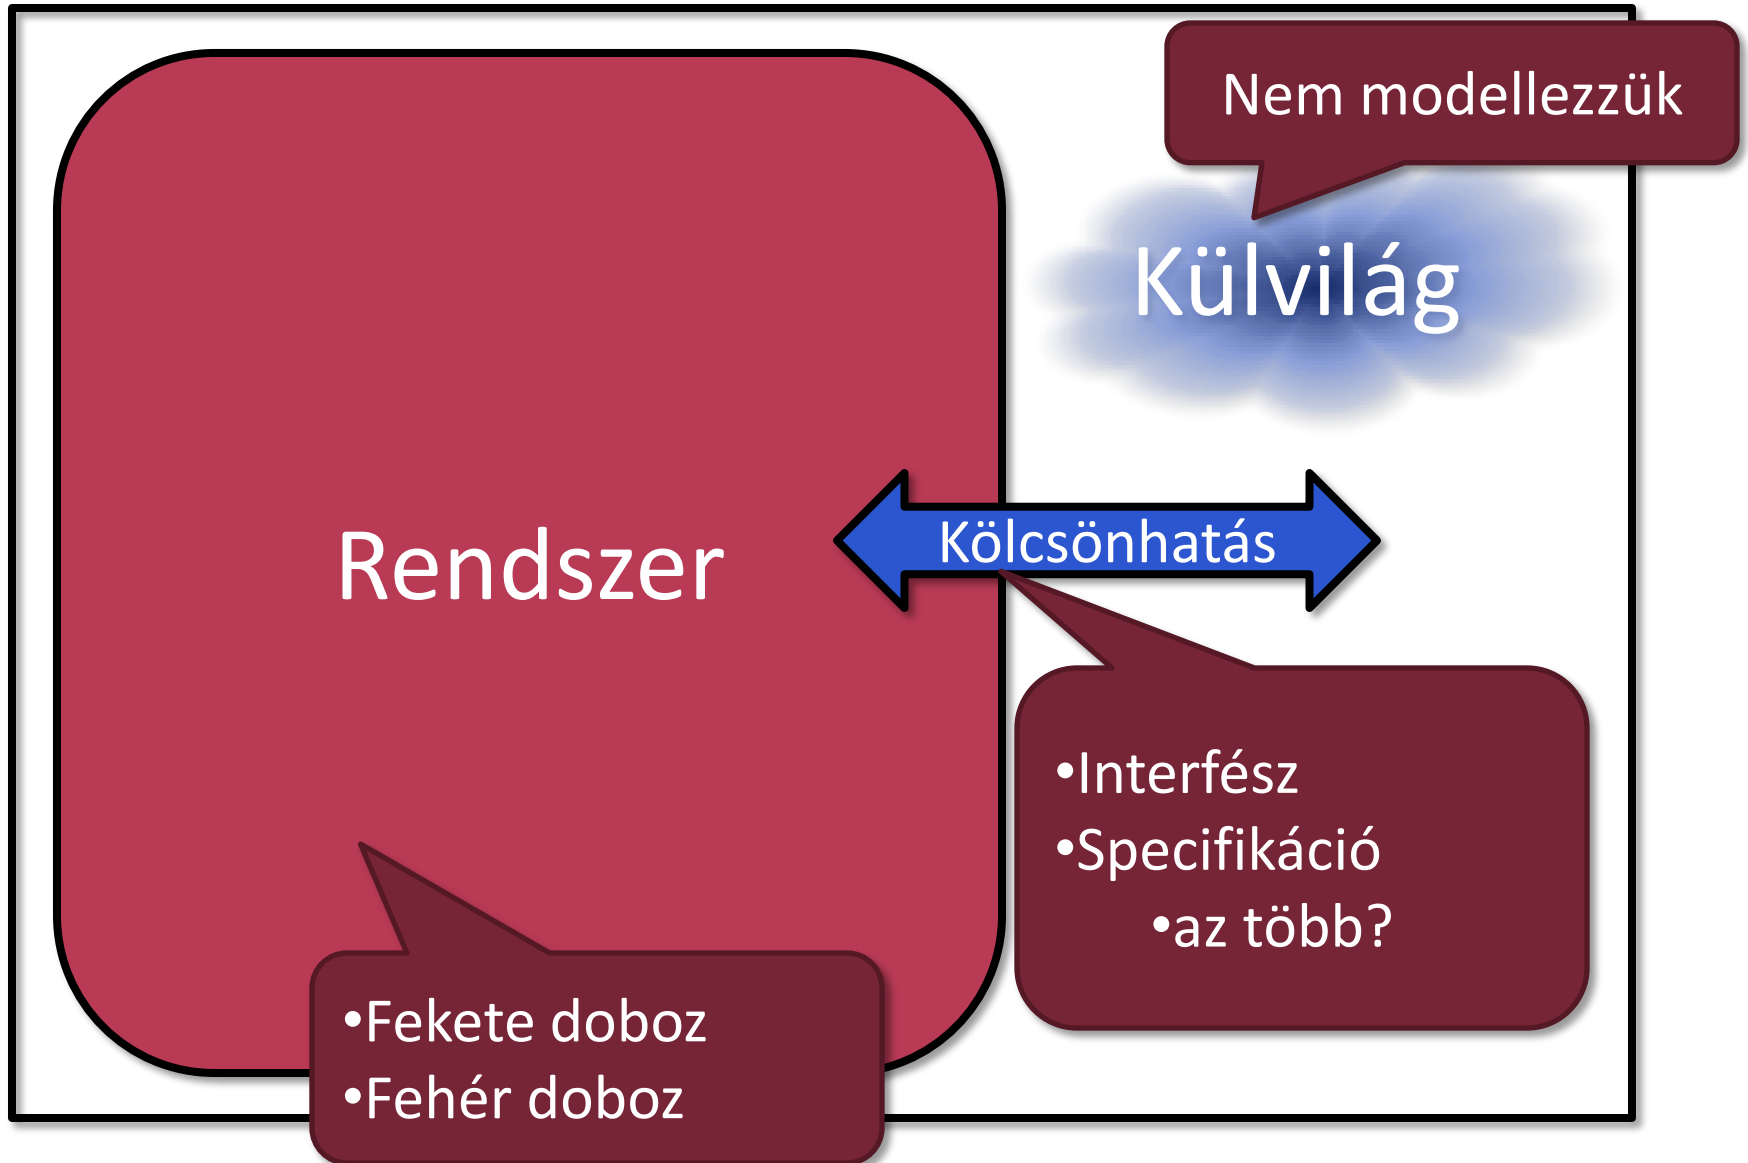 Nem modellezzük
Külvilág
Rendszer
Kölcsönhatás
•Interfész
•Specifikáció
•az több?
•Fekete doboz
•Fehér doboz